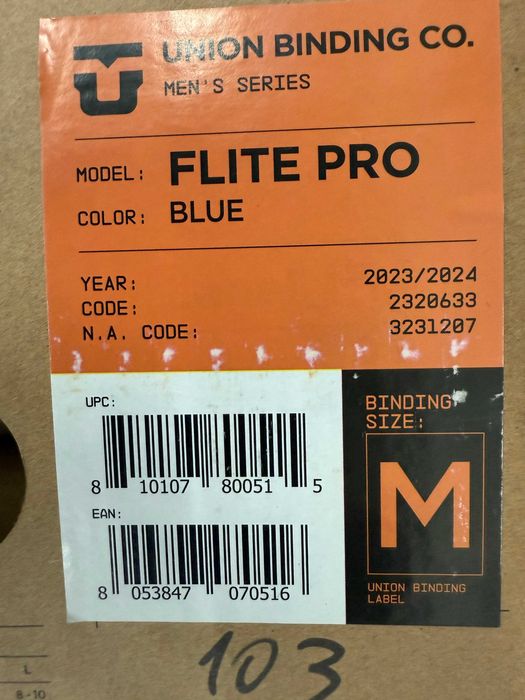 UNION BINDING CO.
MEN'S SERIES
MODEL: FLITE PRO
COLOR: BLUE
YEAR: 2023/2024
CODE: 2320633
N.A. CODE: 3231207
UPC:
8 10107 80051 5
EAN:
8 053847 070516
BINDING
SIZE:
M
UNION BINDING
LABEL
103
L
8-10